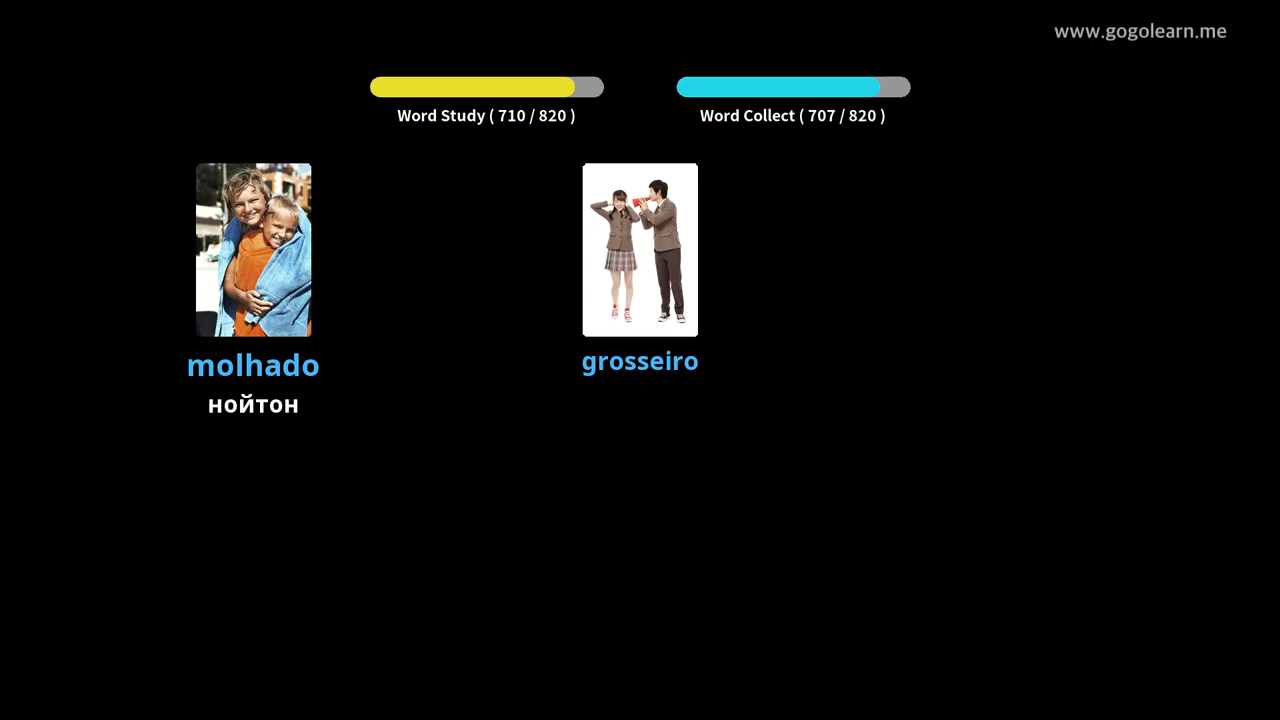 www.gogolearn.me
Word Study ( 710 / 820 )
Word Collect ( 707 / 820 )
molhado
нойтон
grosseiro